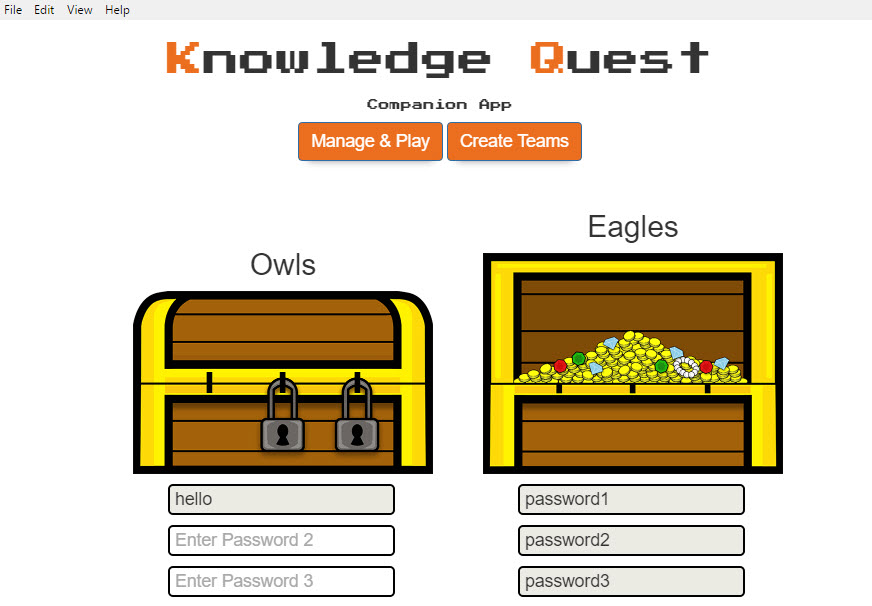 File Edit View Help
Knowledge Quest
Companion App
Manage & Play Create Teams
Owls
Eagles
hello
Enter Password 2
Enter Password 3
password1
password2
password3